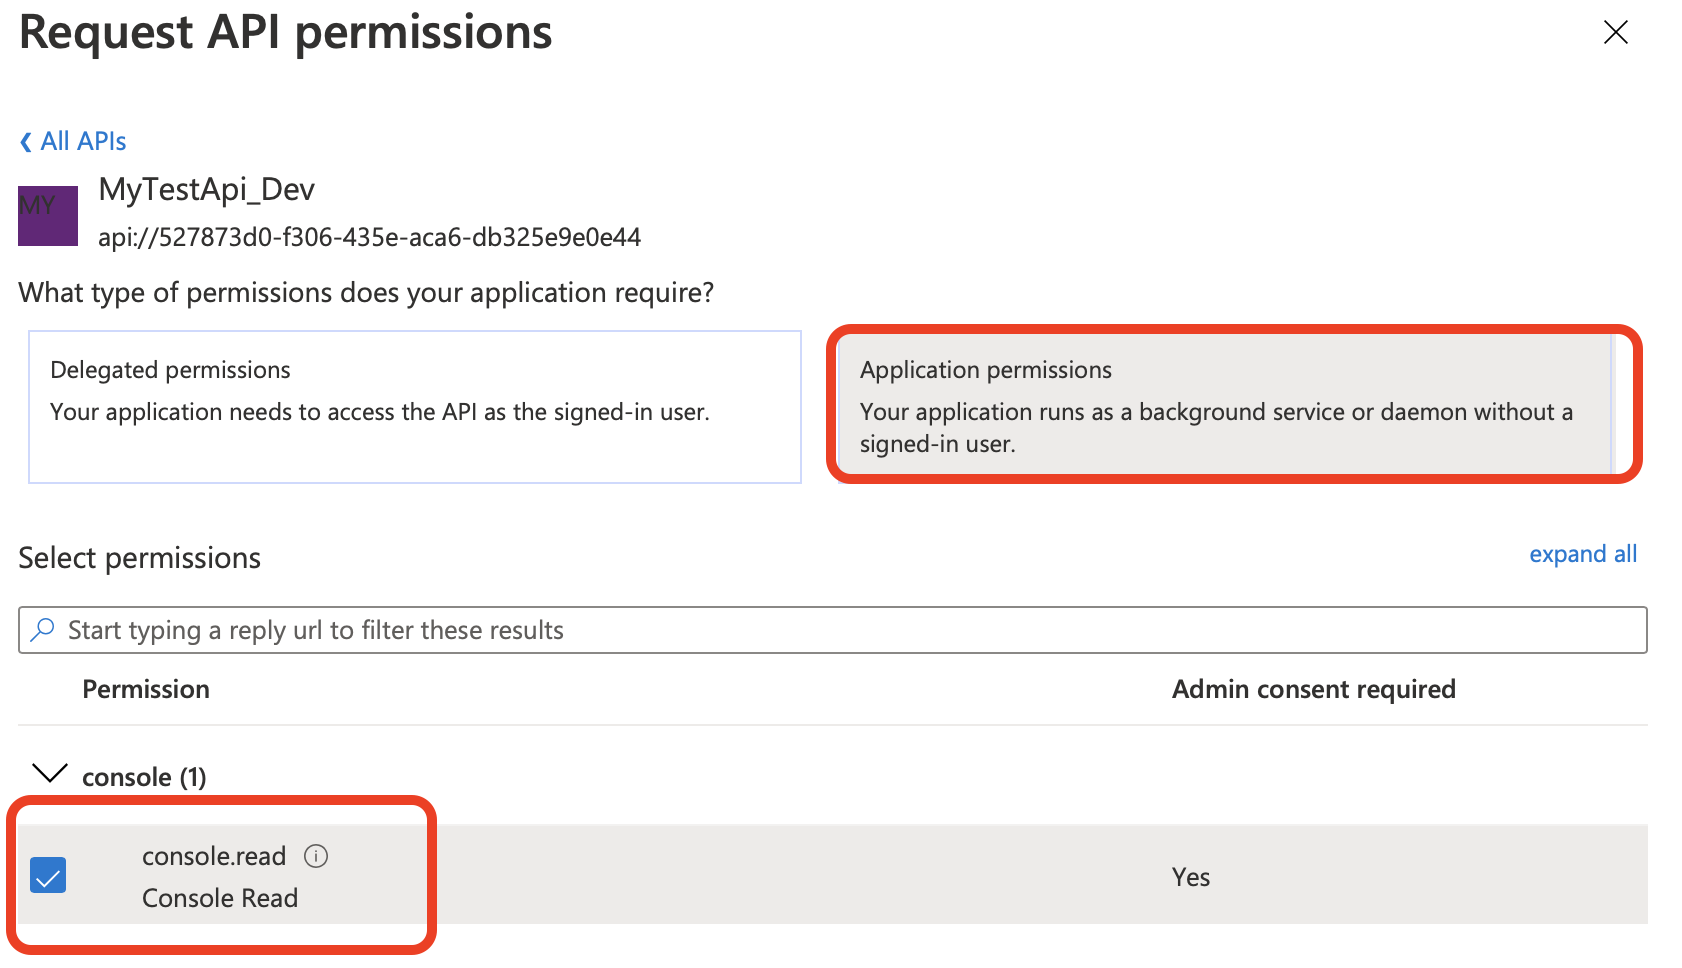 Request API permissions
All APIs
MY
MyTestApi_Dev
api://527873d0-f306-435e-aca6-db325e9e0e44
What type of permissions does your application require?
Delegated permissions
Your application needs to access the API as the signed-in user.
Application permissions
Your application runs as a background service or daemon without a
signed-in user.
Select permissions
expand all
Start typing a reply url to filter these results
Permission
Admin consent required
console (1)
console.read
Console Read
Yes